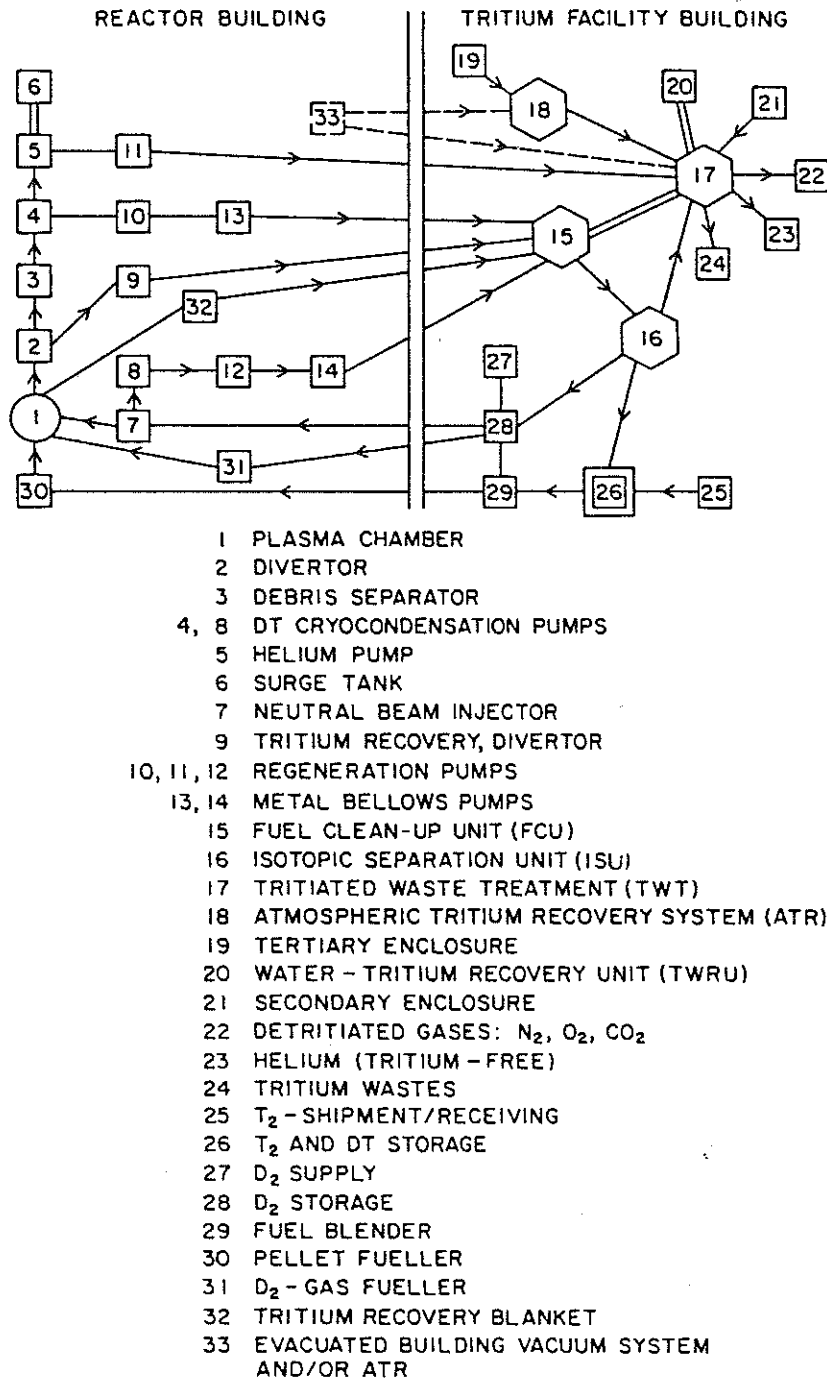 REACTOR BUILDING
TRITIUM FACILITY BUILDING
19
20
6
33
18
21
5
11
17
22
4
10
13
15
23
24
3
9
32
16
2
27
8
12
14
1
7
28
31
30
29
26
25
1 PLASMA CHAMBER
2 DIVERTOR
3 DEBRIS SEPARATOR
4, 8 DT CRYOCONDENSATION PUMPS
5 HELIUM PUMP
6 SURGE TANK
7 NEUTRAL BEAM INJECTOR
9 TRITIUM RECOVERY, DIVERTOR
10, 11, 12 REGENERATION PUMPS
13, 14 METAL BELLOWS PUMPS
15 FUEL CLEAN-UP UNIT (FCU)
16 ISOTOPIC SEPARATION UNIT (ISU)
17 TRITIATED WASTE TREATMENT (TWT)
18 ATMOSPHERIC TRITIUM RECOVERY SYSTEM (ATR)
19 TERTIARY ENCLOSURE
20 WATER - TRITIUM RECOVERY UNIT (TWRU)
21 SECONDARY ENCLOSURE
22 DETRITIATED GASES: N₂, O₂, CO₂
23 HELIUM (TRITIUM - FREE)
24 TRITIUM WASTES
25 T₂ - SHIPMENT/RECEIVING
26 T₂ AND DT STORAGE
27 D₂ SUPPLY
28 D₂ STORAGE
29 FUEL BLENDER
30 PELLET FUELLER
31 D₂ - GAS FUELLER
32 TRITIUM RECOVERY BLANKET
33 EVACUATED BUILDING VACUUM SYSTEM
AND/OR ATR